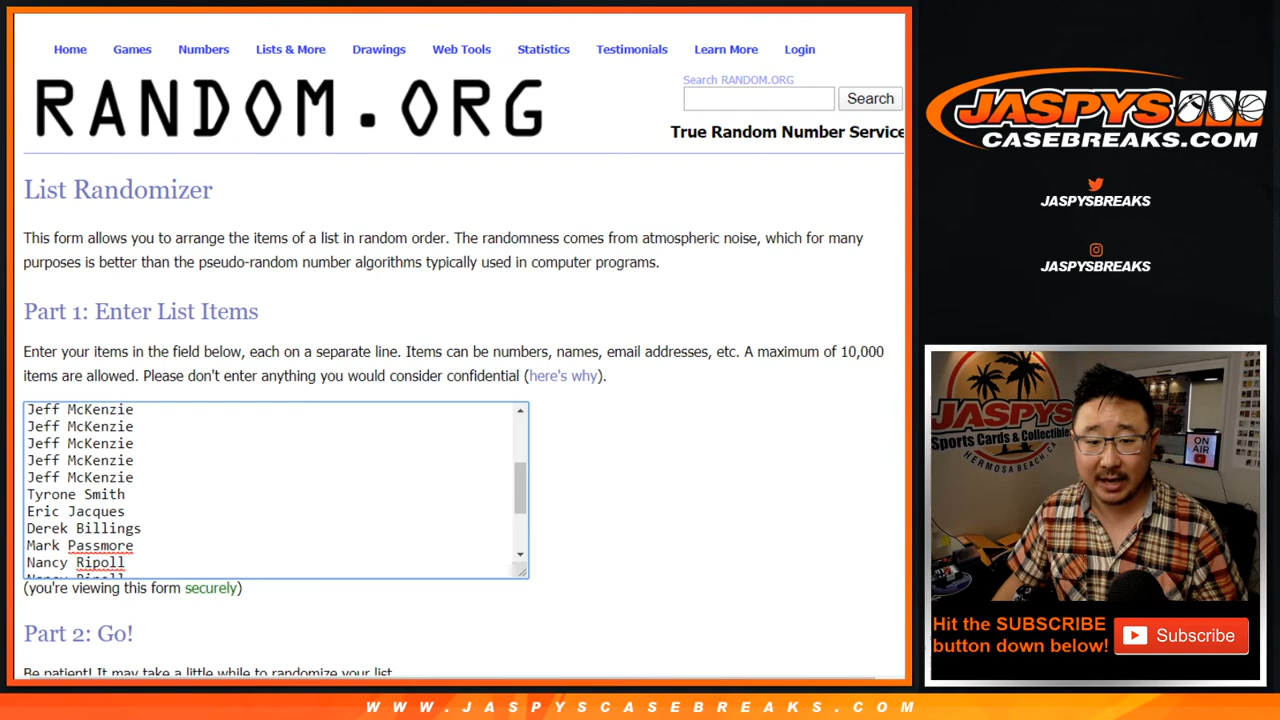 Home Games Numbers Lists & More Drawings Web Tools Statistics Testimonials Learn More Login
RANDOM.ORG
Search RANDOM.ORG
Search
True Random Number Service
List Randomizer
This form allows you to arrange the items of a list in random order. The randomness comes from atmospheric noise, which for many
purposes is better than the pseudo-random number algorithms typically used in computer programs.
Part 1: Enter List Items
Enter your items in the field below, each on a separate line. Items can be numbers, names, email addresses, etc. A maximum of 10,000
items are allowed. Please don't enter anything you would consider confidential (here's why).
Jeff McKenzie
Jeff McKenzie
Jeff McKenzie
Jeff McKenzie
Jeff McKenzie
Tyrone Smith
Eric Jacques
Derek Billings
Mark Passmore
Nancy Ripoll
Nancy Ripoll
(you're viewing this form securely)
Part 2: Go!
Be patient! It may take a little while to randomize your list
JASPYS
CASEBREAKS.COM
JASPYSBREAKS
JASPYSBREAKS
JASPYS
Sports Cards & Collectibles
HERMOSA BEACH, CA
ON
AIR
Hit the SUBSCRIBE
button down below!
Subscribe
WWW.JASPYSCASEBREAKS.COM